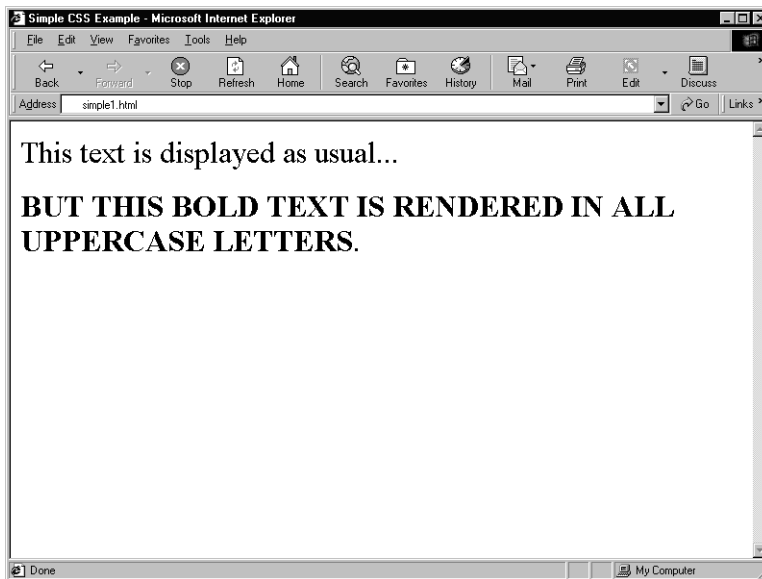 Simple CSS Example - Microsoft Internet Explorer
File Edit View Favorites Tools Help
Back Forward Stop Refresh Home Search Favorites History Mail Print Edit Discuss »
Address simple1.html Go Links »
This text is displayed as usual...
BUT THIS BOLD TEXT IS RENDERED IN ALL
UPPERCASE LETTERS.
Done My Computer